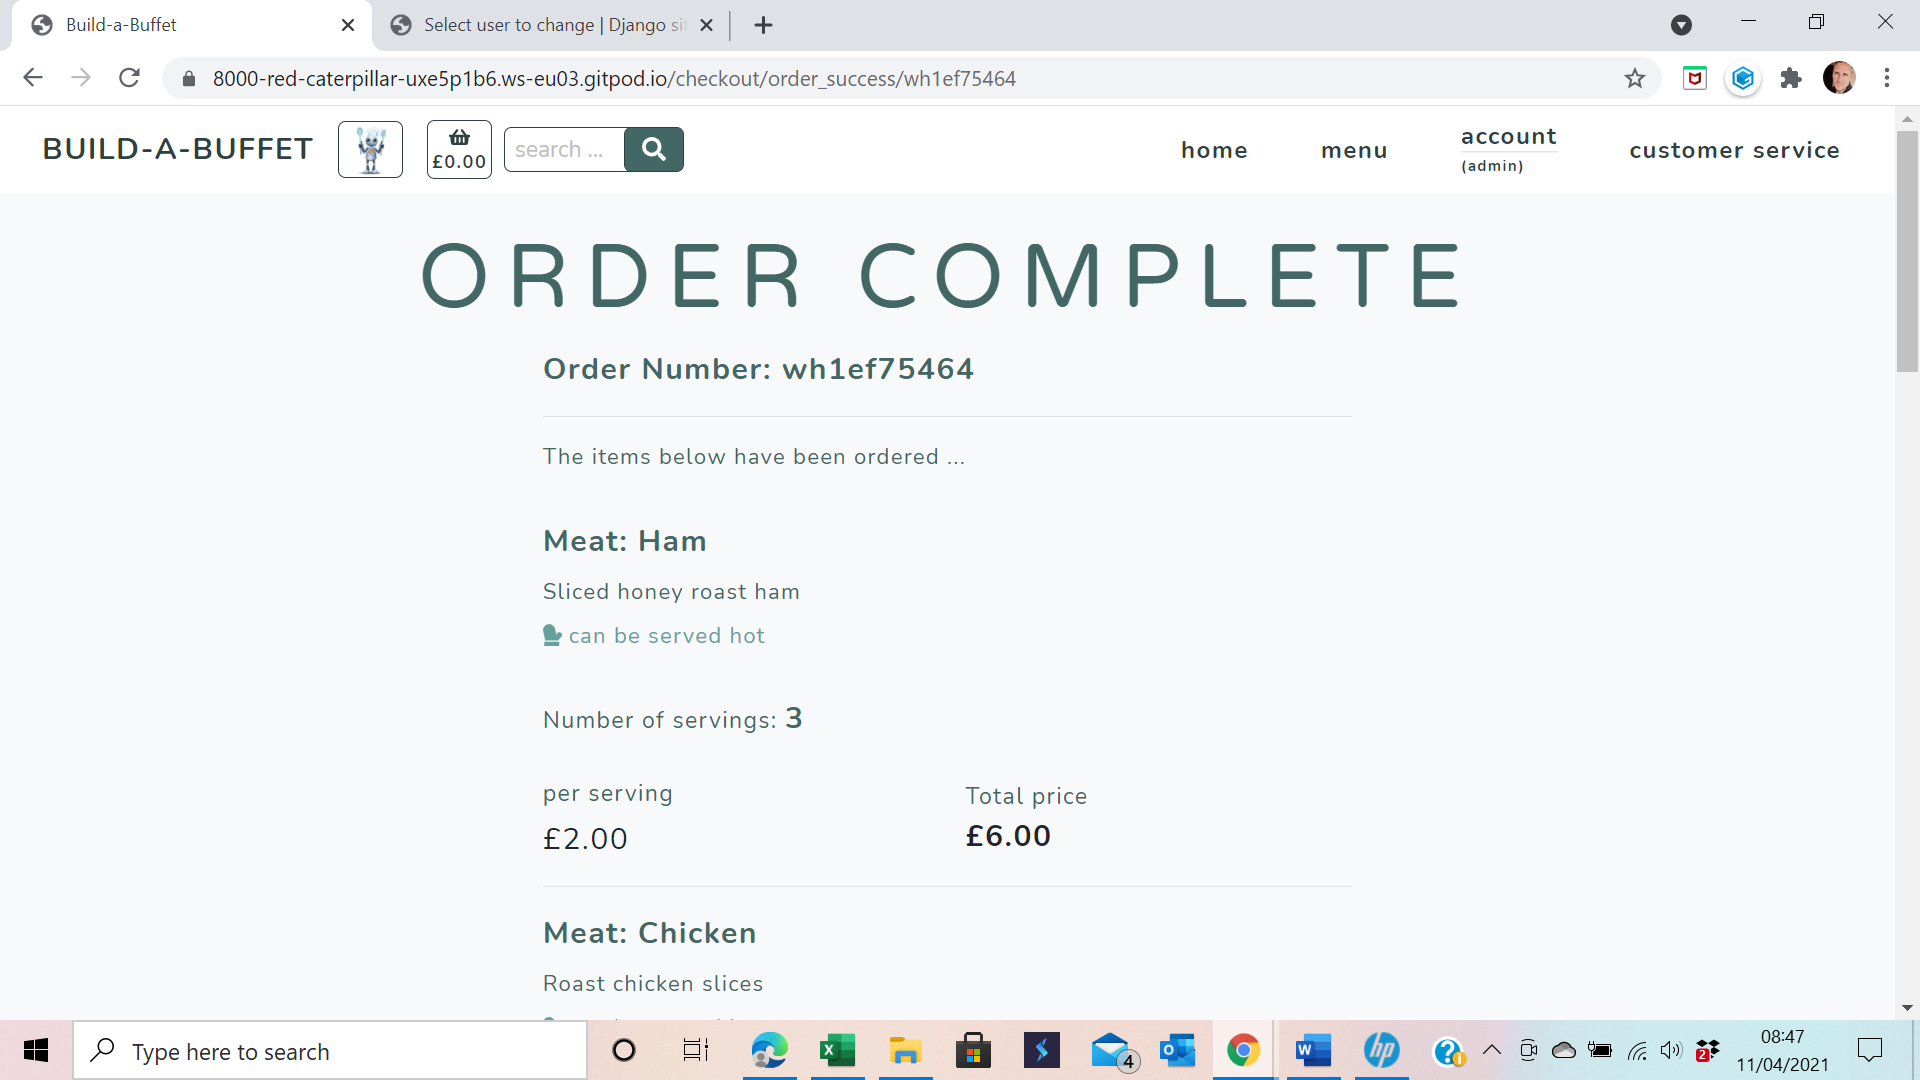 Build-a-Buffet
Select user to change | Django sit
8000-red-caterpillar-uxe5p1b6.ws-eu03.gitpod.io/checkout/order_success/wh1ef75464
BUILD-A-BUFFET
£0.00
search ...
home
menu
account
(admin)
customer service
ORDER COMPLETE
Order Number: wh1ef75464
The items below have been ordered ...
Meat: Ham
Sliced honey roast ham
can be served hot
Number of servings: 3
per serving
£2.00
Total price
£6.00
Meat: Chicken
Roast chicken slices
Type here to search
4
2
08:47
11/04/2021